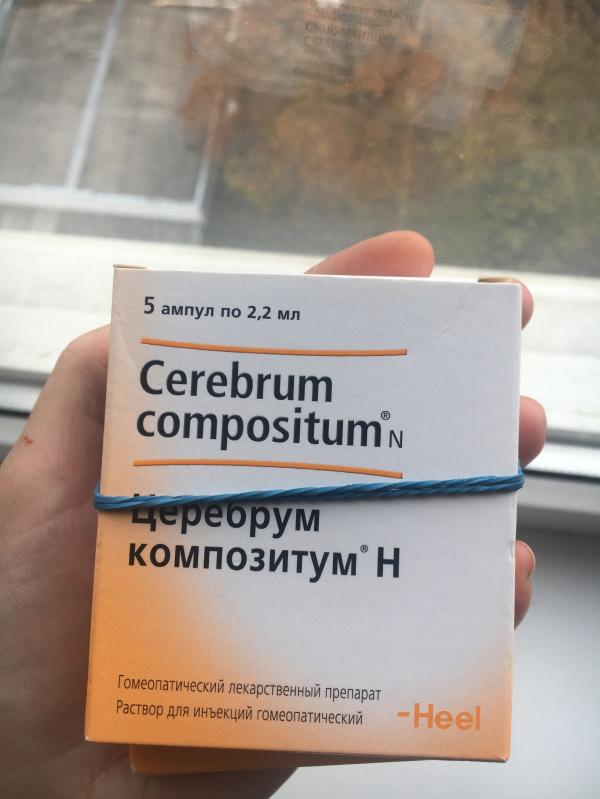 5 ампул по 2,2 мл
Cerebrum
compositum® N
Церебрум
композитум® Н
Гомеопатический лекарственный препарат
Раствор для инъекций гомеопатический
-Heel